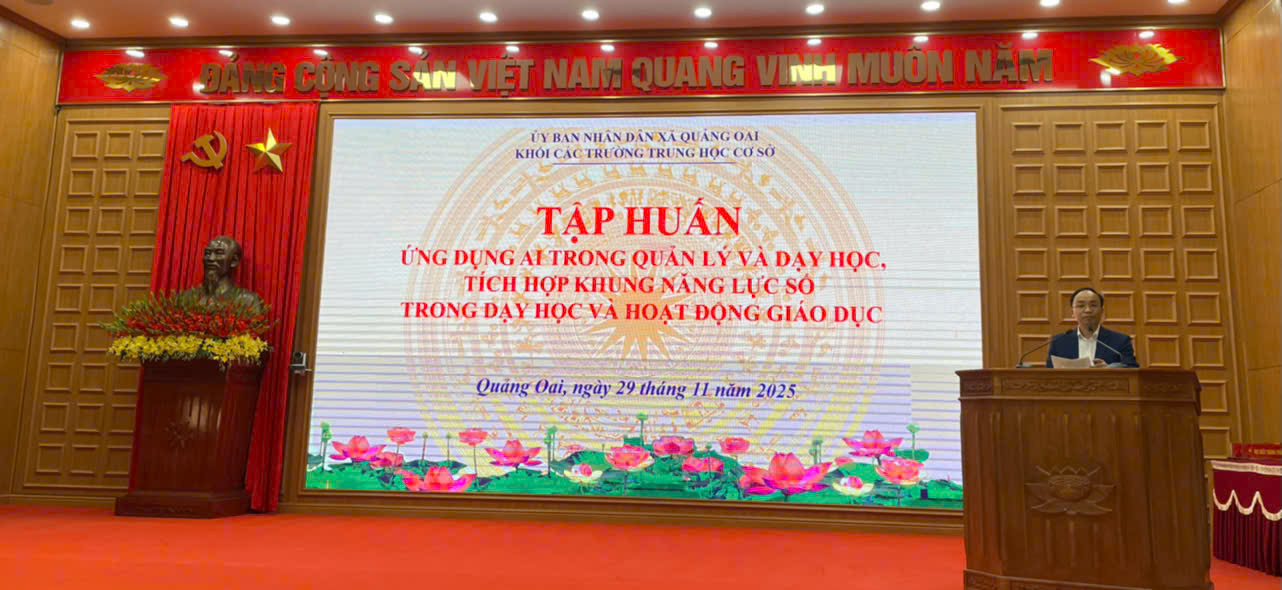 ĐẢNG CỘNG SẢN VIỆT NAM QUANG VINH MUÔN NĂM
ỦY BAN NHÂN DÂN XÃ QUẢNG OAI
KHỐI CÁC TRƯỜNG TRUNG HỌC CƠ SỞ
TẬP HUẤN
ỨNG DỤNG AI TRONG QUẢN LÝ VÀ DẠY HỌC,
TÍCH HỢP KHUNG NĂNG LỰC SỐ
TRONG DẠY HỌC VÀ HOẠT ĐỘNG GIÁO DỤC
Quảng Oai, ngày 29 tháng 11 năm 2025